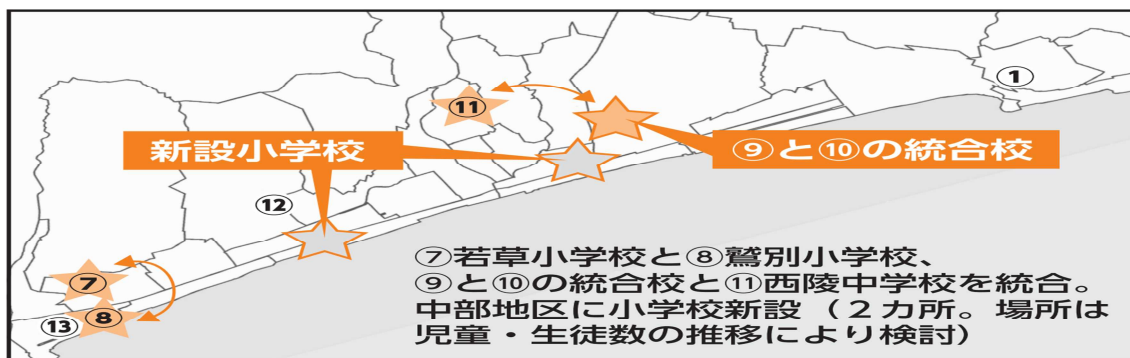 ①
⑪
新設小学校
⑨と⑩の統合校
⑫
⑦
⑧
⑬
⑦若草小学校と⑧鷲別小学校、
⑨と⑩の統合校と⑪西陵中学校を統合。
中部地区に小学校新設（２カ所。場所は
児童・生徒数の推移により検討）